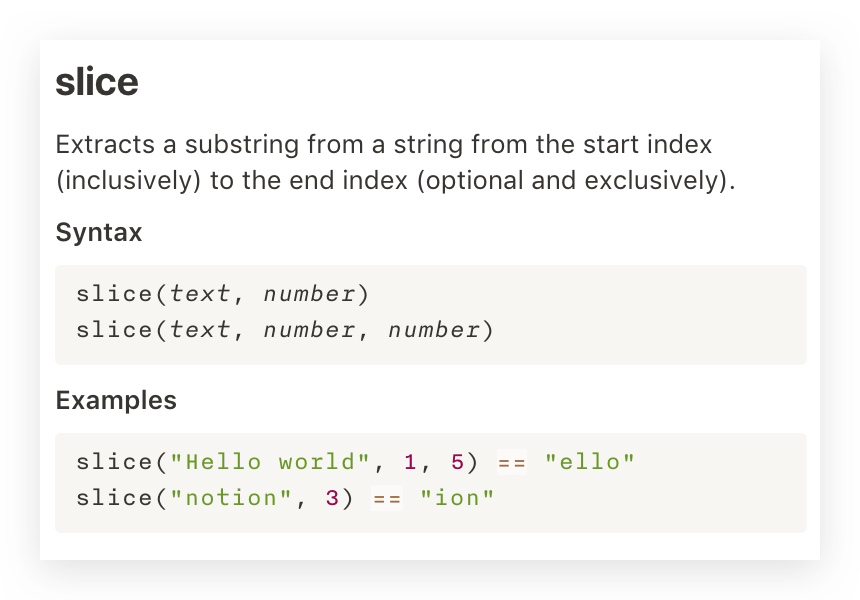 slice
Extracts a substring from a string from the start index
(inclusively) to the end index (optional and exclusively).
Syntax
slice(text, number)
slice(text, number, number)
Examples
slice("Hello world", 1, 5) == "ello"
slice("notion", 3) == "ion"